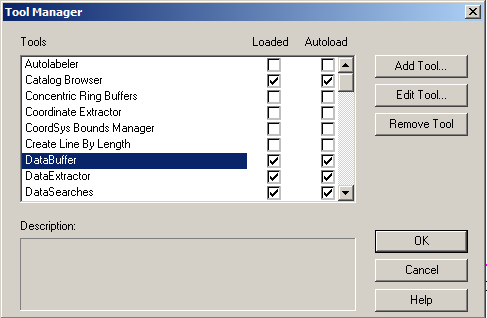 Tool Manager
Tools Loaded Autoload
Autolabeler
Catalog Browser
Concentric Ring Buffers
Coordinate Extractor
CoordSys Bounds Manager
Create Line By Length
DataBuffer
DataExtractor
DataSearches
Add Tool...
Edit Tool...
Remove Tool
Description:
OK
Cancel
Help